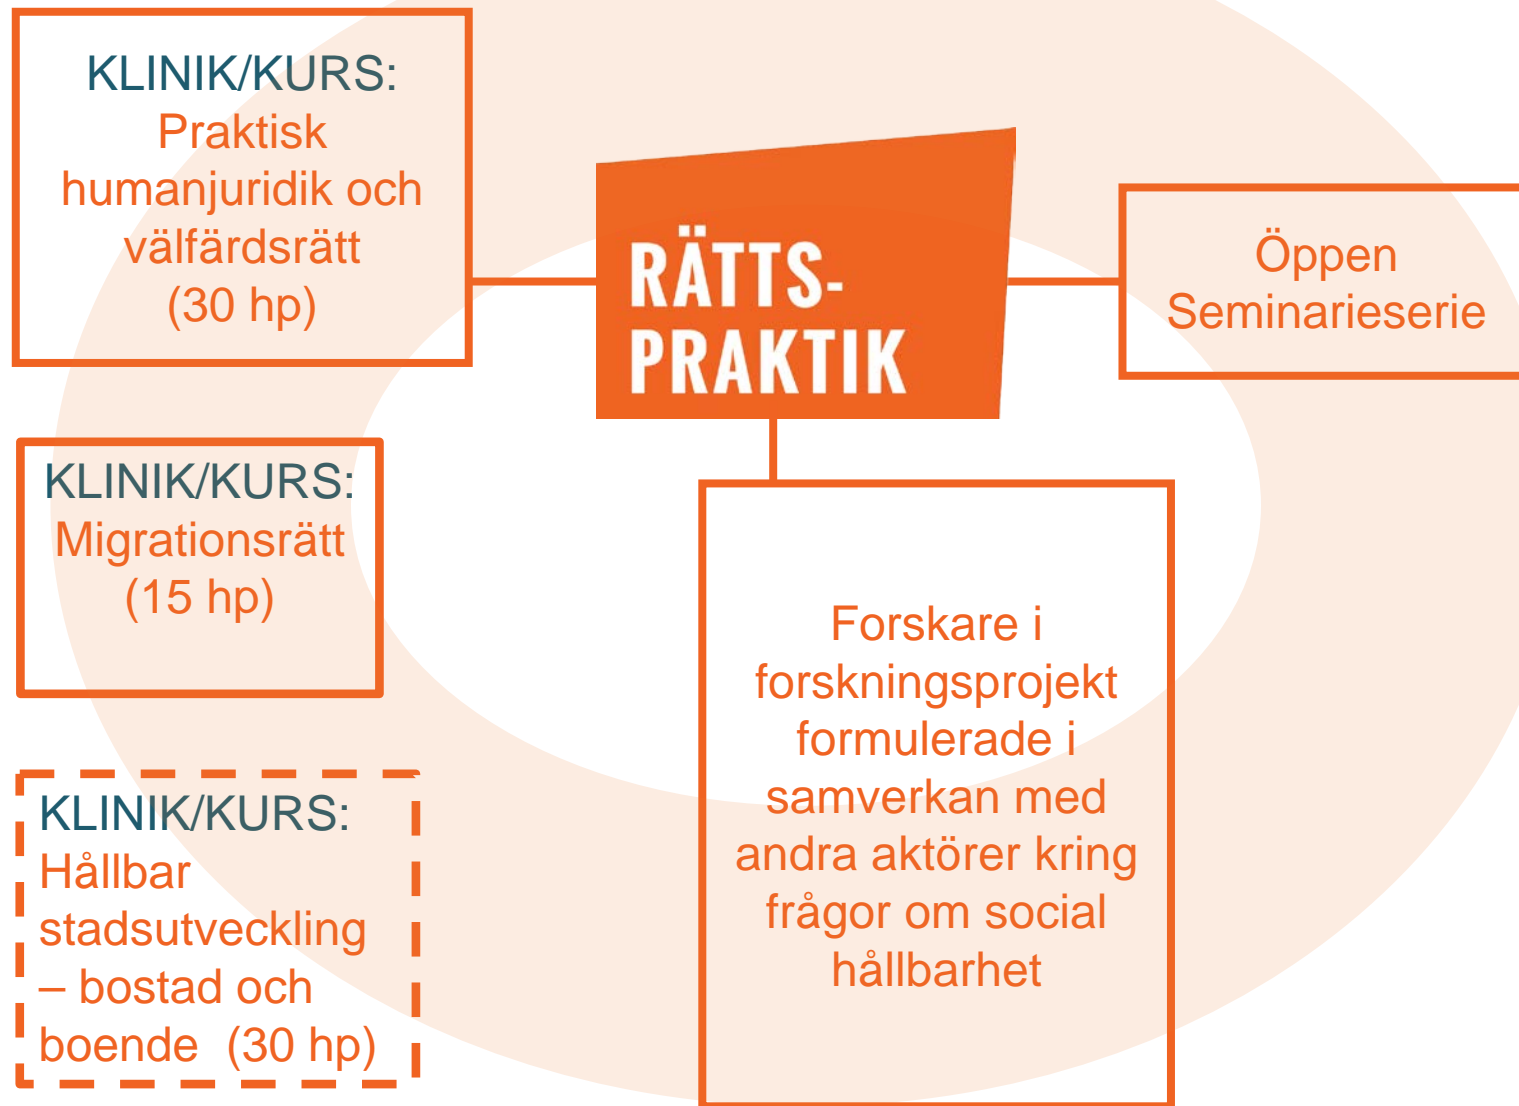 KLINIK/KURS:
Praktisk
humanjuridik och
välfärdsrätt
(30 hp)
RÄTTS-
PRAKTIK
Öppen
Seminarieserie
KLINIK/KURS:
Migrationsrätt
(15 hp)
Forskare i
forskningsprojekt
formulerade i
samverkan med
andra aktörer kring
frågor om social
hållbarhet
KLINIK/KURS:
Hållbar
stadsutveckling
– bostad och
boende (30 hp)